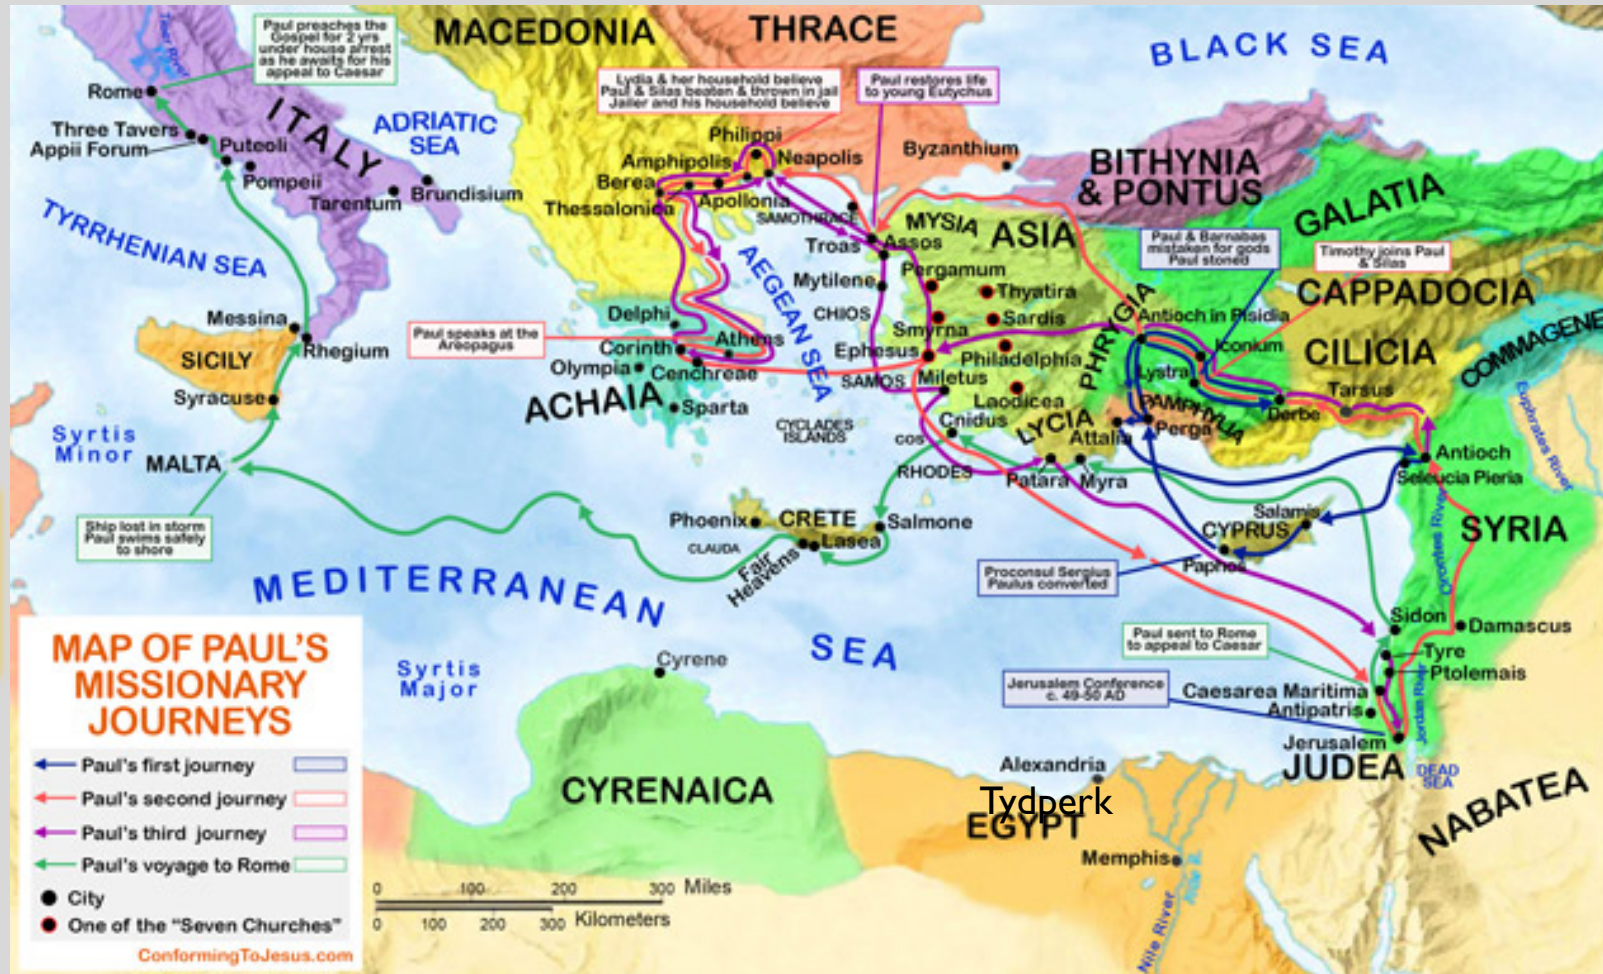 MACEDONIA
THRACE
BLACK SEA
Paul preaches the
Gospel for 2 yrs
under house arrest
as he awaits for his
appeal to Caesar
Tiber River
Rome
ITALY
ADRIATIC
SEA
Three Tavers
Appii Forum
Puteoli
Pompeii
Tarentum
Brundisium
TYRRHENIAN SEA
Lydia & her household believe
Paul & Silas beaten & thrown in jail
Jailer and his household believe
Paul restores life
to young Eutychus
Philippi
Neapolis
Amphipolis
Berea
Apollonia
Thessalonica
SAMOTHRACE
Byzanthium
BITHYNIA
& PONTUS
GALATIA
MYSIA
ASIA
Troas
Assos
Paul & Barnabas
mistaken for gods
Paul stoned
Timothy joins Paul
& Silas
AEGEAN SEA
Mytilene
Pergamum
Thyatira
CAPPADOCIA
CHIOS
Smyrna
Sardis
PHRYGIA
Antioch in Pisidia
COMMAGENE
Delphi
Athens
Paul speaks at the
Areopagus
Corinth
Olympia
Cenchreae
Ephesus
Philadelphia
Iconium
CILICIA
Messina
Rhegium
SICILY
Syracuse
ACHAIA
Sparta
SAMOS
Miletus
Laodicea
Lystra
Derbe
Tarsus
CYCLADES
ISLANDS
Cnidus
COS
LYCIA
PAMPHYLIA
Attalia
Perga
Euphrates River
Syrtis
Minor
MALTA
RHODES
Patara
Myra
Antioch
Seleucia Pieria
Ship lost in storm
Paul swims safely
to shore
Phoenix
CRETE
Salmone
CLAUDA
Lasea
Fair
Heavens
Salamis
CYPRUS
Paphos
Orontes River
SYRIA
Proconsul Sergius
Paulus converted
MEDITERRANEAN
SEA
Sidon
Damascus
Tyre
Ptolemais
Paul sent to Rome
to appeal to Caesar
Cyrene
Syrtis
Major
Jerusalem Conference
c. 49-50 AD
Caesarea Maritima
Antipatris
Jordan River
Jerusalem
JUDEA
DEAD
SEA
NABATEA
CYRENAICA
Alexandria
Tydperk
EGYPT
Memphis
Nile R.
Nile River
MAP OF PAUL'S
MISSIONARY
JOURNEYS
Paul's first journey
Paul's second journey
Paul's third journey
Paul's voyage to Rome
City
One of the "Seven Churches"
ConformingToJesus.com
0 100 200 300 Miles
0 100 200 300 Kilometers